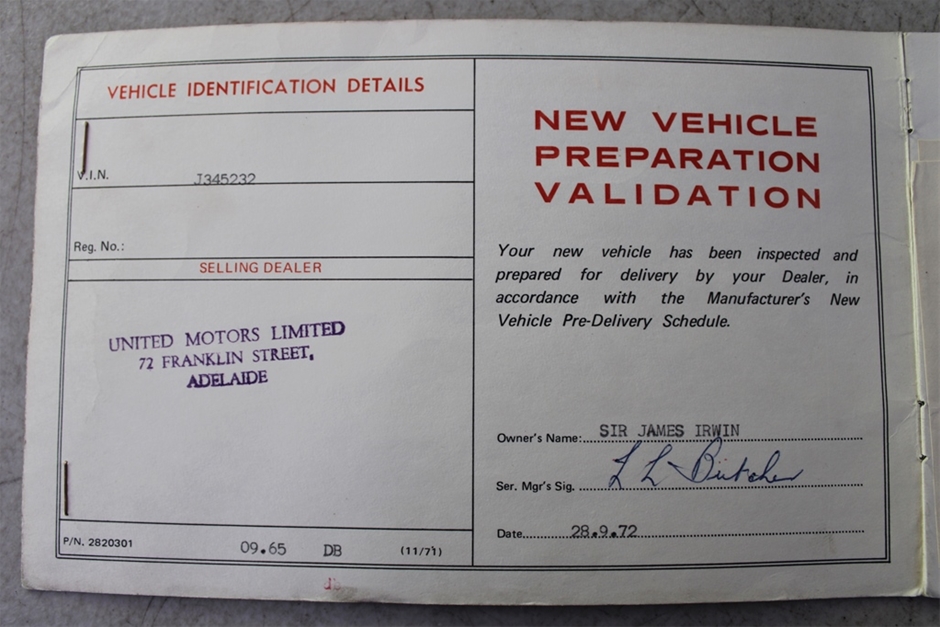 VEHICLE IDENTIFICATION DETAILS
V.I.N. J345232
Reg. No.:
SELLING DEALER
UNITED MOTORS LIMITED
72 FRANKLIN STREET,
ADELAIDE
P/N. 2820301 09.65 DB (11/71)
NEW VEHICLE
PREPARATION
VALIDATION
Your new vehicle has been inspected and
prepared for delivery by your Dealer, in
accordance with the Manufacturer's New
Vehicle Pre-Delivery Schedule.
Owner's Name: SIR JAMES IRWIN
Ser. Mgr's Sig. L L Butcher
Date 28.9.72